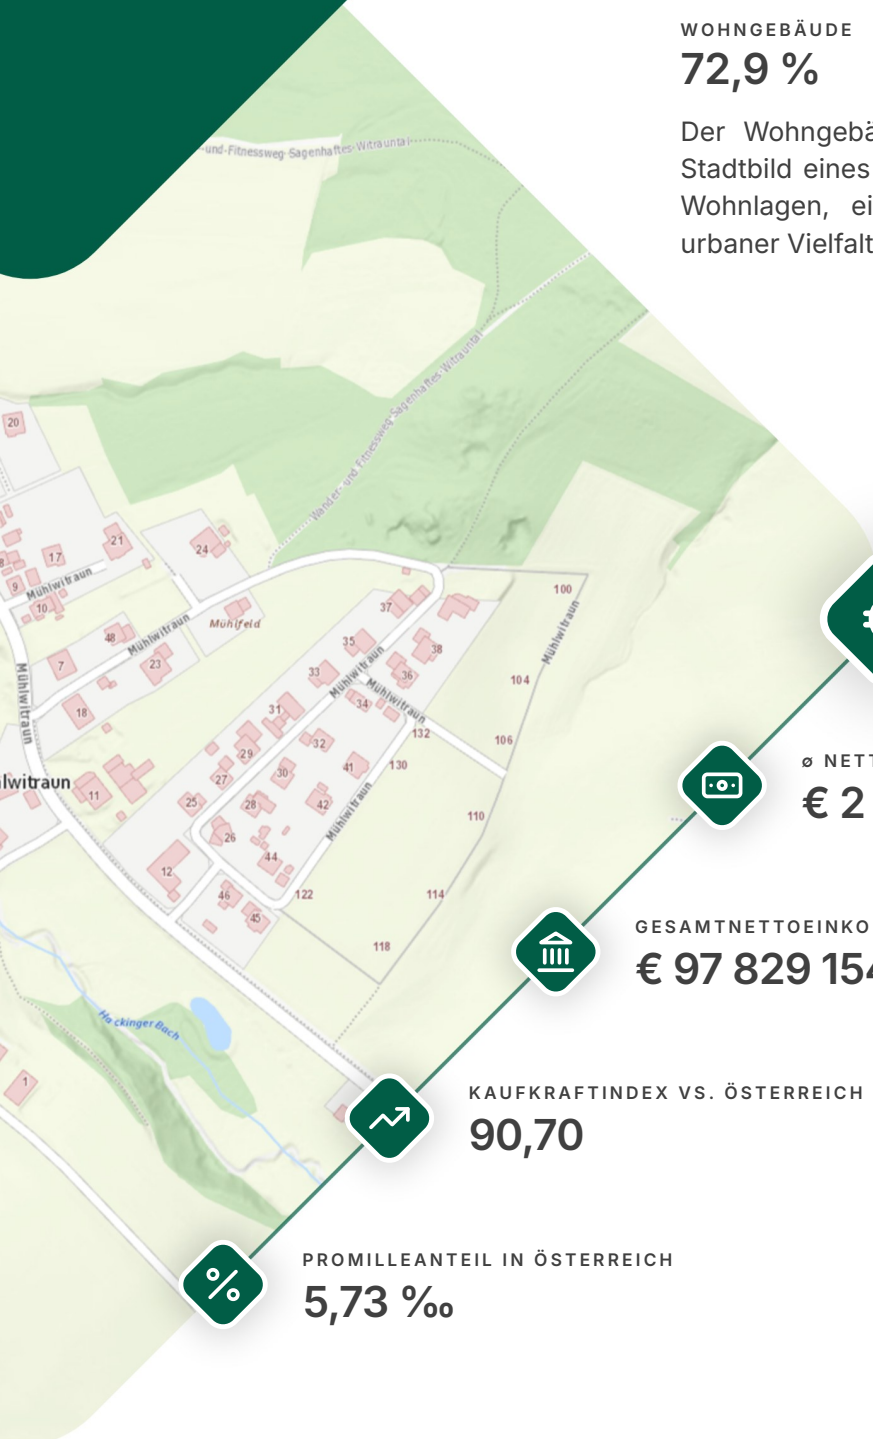 WOHNGEBÄUDE
72,9 %
Der Wohngebä
Stadtbild eines
Wohnlagen, ei
urbaner Vielfalt
-und-Fitnessweg-Sagenhaftes-Witrauntal
Wander- und Fitnessweg-Sagenhaftes-Witrauntal
20
21
17
24
9
10
Mühlwitraun
37
100
Mühlwitraun
Mühlfeld
48
Mühlwitraun
35
38
7
23
33
Mühlwitraun
36
104
Mühlwitraun
Mühlwitraun
34
18
31
132
106
32
29
130
lwitraun
11
27
30
41
25
28
42
110
Mühlwitraun
26
44
12
46
122
114
45
118
Hackinger Bach
1
ø NETT
€ 2
GESAMTNETTOEINKO
€ 97 829 154
KAUFKRAFTINDEX VS. ÖSTERREICH
90,70
PROMILLEANTEIL IN ÖSTERREICH
5,73 ‰